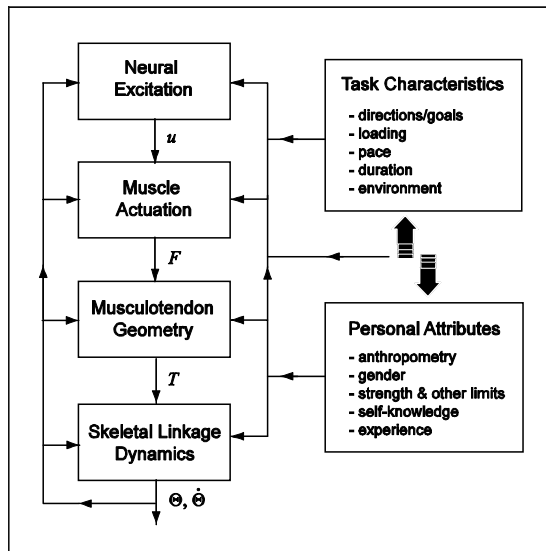 Neural
Excitation
u
Muscle
Actuation
F
Musculotendon
Geometry
T
Skeletal Linkage
Dynamics
Θ, Θ̇
Task Characteristics
- directions/goals
- loading
- pace
- duration
- environment
Personal Attributes
- anthropometry
- gender
- strength & other limits
- self-knowledge
- experience